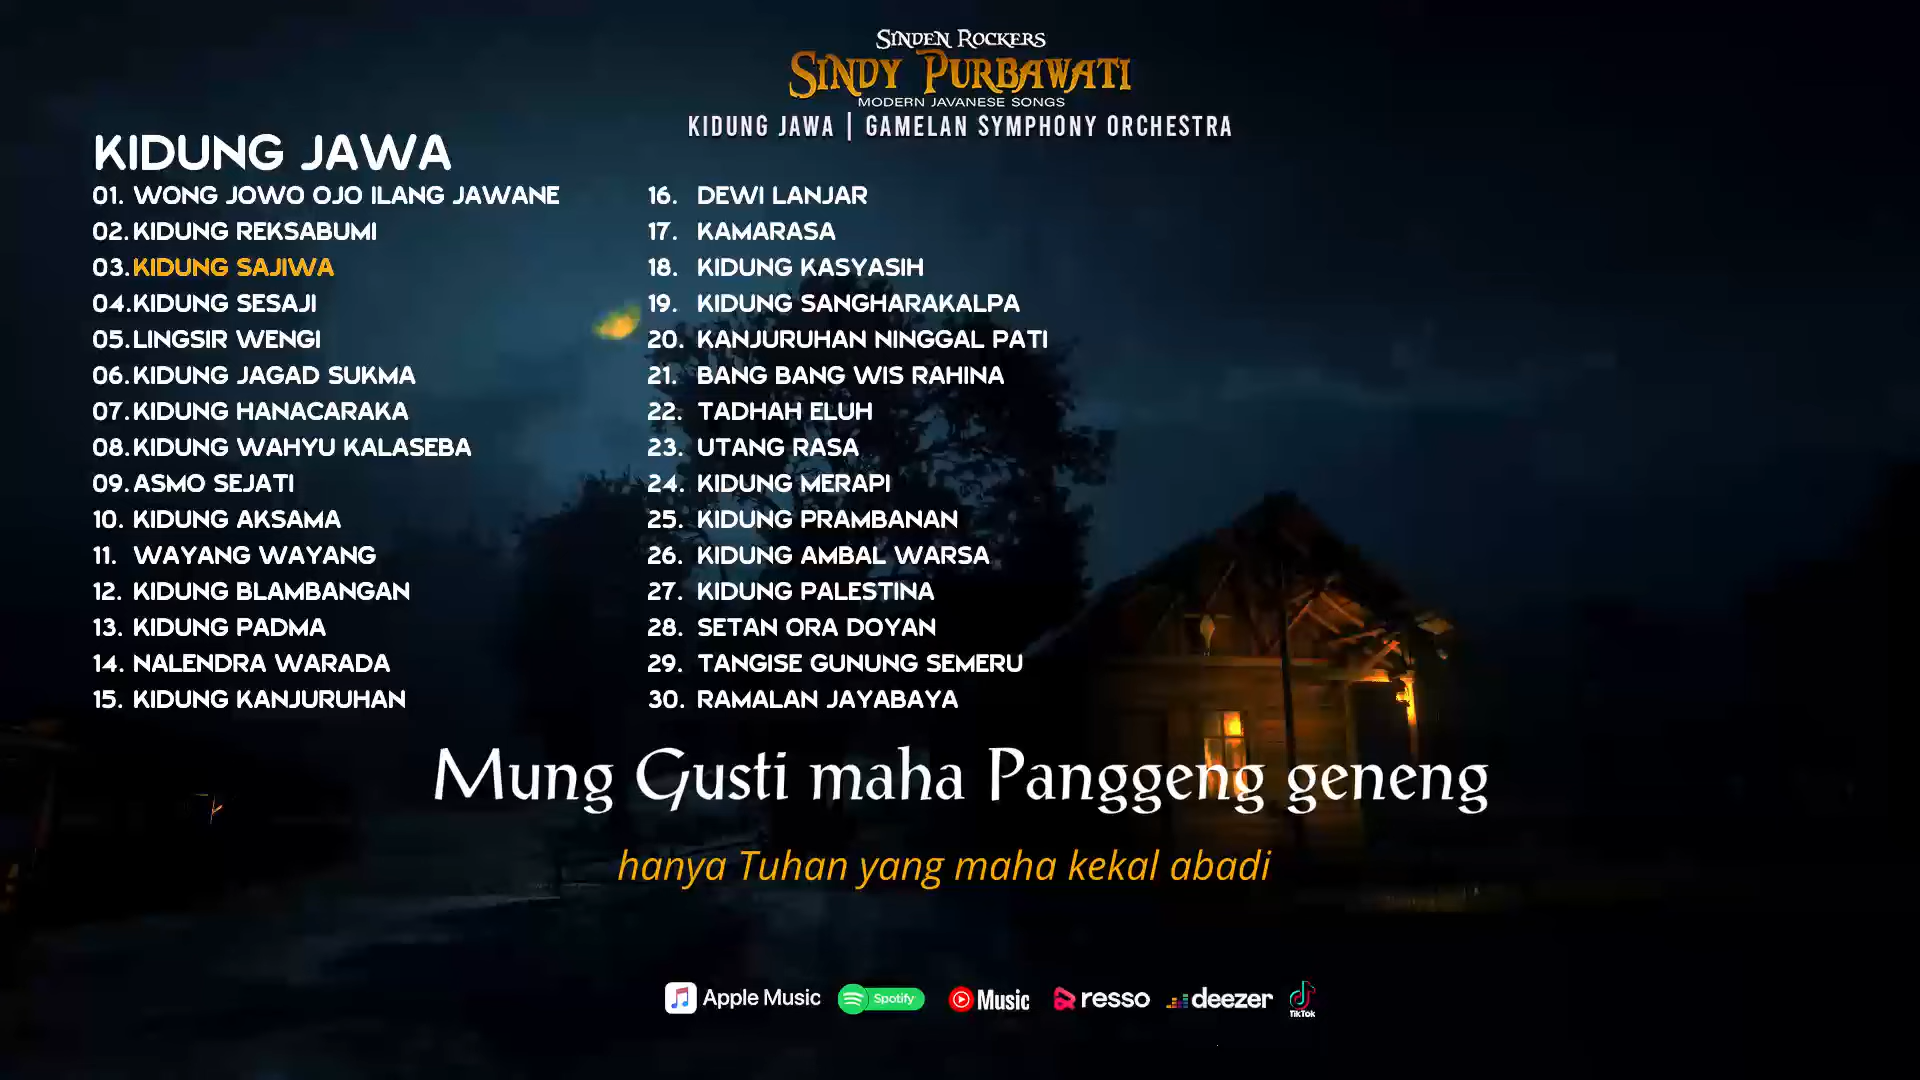 SINDEN ROCKERS
SINDY PURBAWATI
MODERN JAVANESE SONGS
KIDUNG JAWA | GAMELAN SYMPHONY ORCHESTRA
KIDUNG JAWA
01. WONG JOWO OJO ILANG JAWANE
02. KIDUNG REKSABUMI
03. KIDUNG SAJIWA
04. KIDUNG SESAJI
05. LINGSIR WENGI
06. KIDUNG JAGAD SUKMA
07. KIDUNG HANACARAKA
08. KIDUNG WAHYU KALASEBA
09. ASMO SEJATI
10. KIDUNG AKSAMA
11. WAYANG WAYANG
12. KIDUNG BLAMBANGAN
13. KIDUNG PADMA
14. NALENDRA WARADA
15. KIDUNG KANJURUHAN
16. DEWI LANJAR
17. KAMARASA
18. KIDUNG KASYASIH
19. KIDUNG SANGHARAKALPA
20. KANJURUHAN NINGGAL PATI
21. BANG BANG WIS RAHINA
22. TADHAH ELUH
23. UTANG RASA
24. KIDUNG MERAPI
25. KIDUNG PRAMBANAN
26. KIDUNG AMBAL WARSA
27. KIDUNG PALESTINA
28. SETAN ORA DOYAN
29. TANGISE GUNUNG SEMERU
30. RAMALAN JAYABAYA
Mung Gusti maha Panggeng geneng
hanya Tuhan yang maha kekal abadi
Apple Music Spotify Music resso deezer TikTok